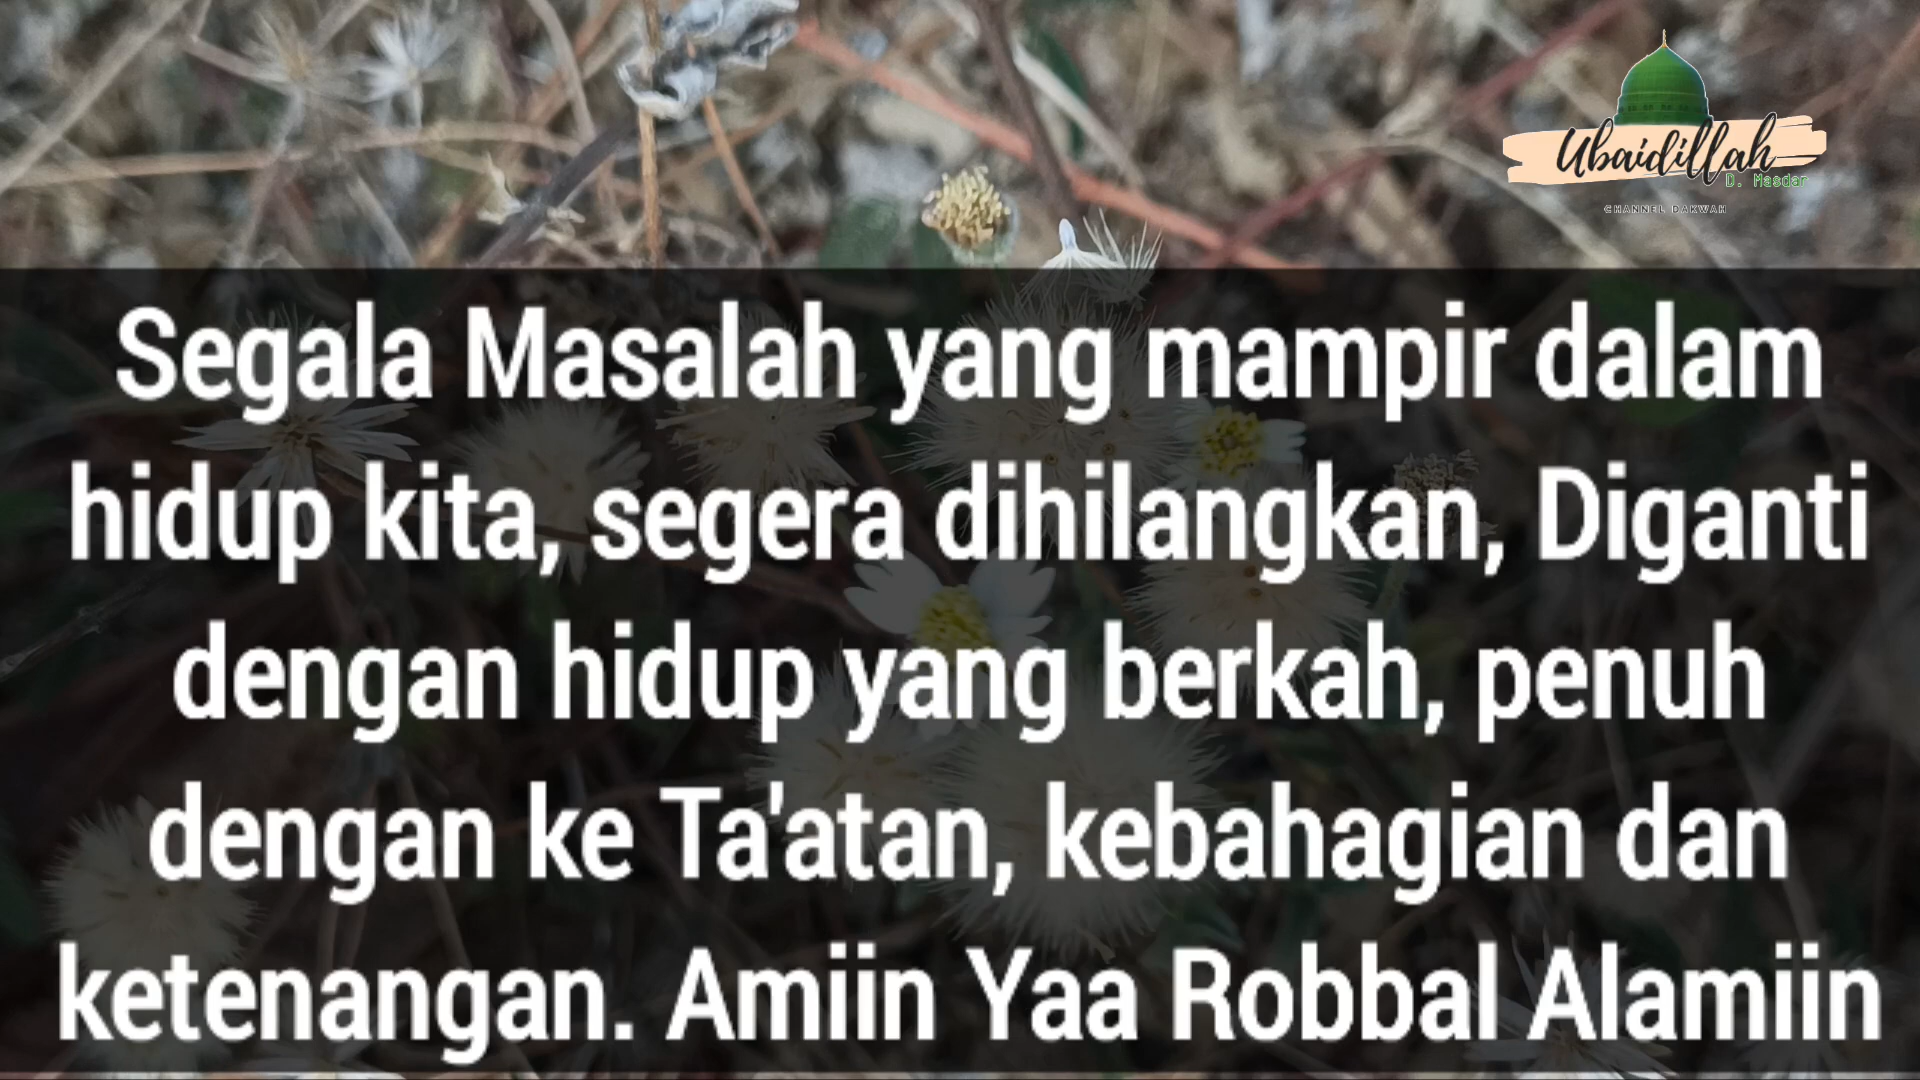 Ubaidillah
D. Masdar
CHANNEL DAKWAH
Segala Masalah yang mampir dalam
hidup kita, segera dihilangkan, Diganti
dengan hidup yang berkah, penuh
dengan ke Ta'atan, kebahagian dan
ketenangan. Amiin Yaa Robbal Alamiin